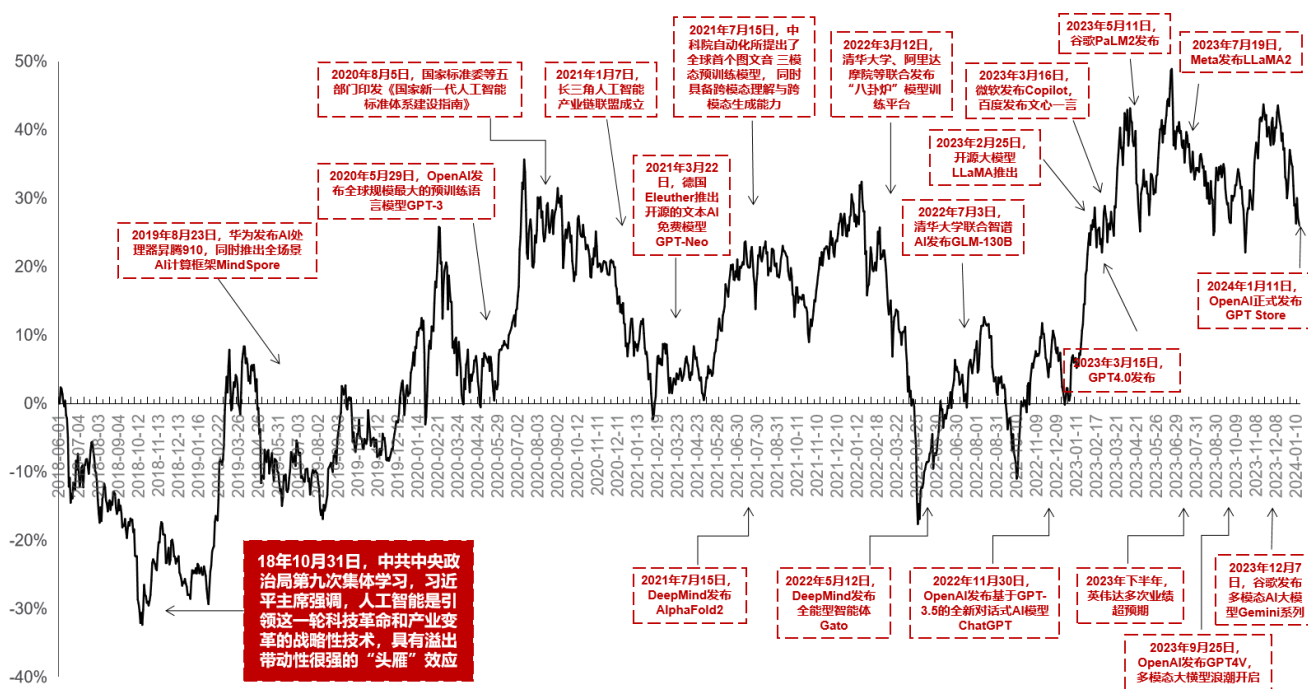 50%
40%
30%
20%
10%
0%
-10%
-20%
-30%
-40%
2019年8月23日，华为发布AI处
理器昇腾910，同时推出全场景
AI计算框架MindSpore
2020年8月5日，国家标准委等五
部门印发《国家新一代人工智能
标准体系建设指南》
2020年5月29日，OpenAI发
布全球规模最大的预训练语
言模型GPT-3
2021年1月7日，
长三角人工智能
产业链联盟成立
2021年3月22
日，德国
Eleuther推出
开源的文本AI
免费模型
GPT-Neo
2021年7月15日，中
科院自动化所提出了
全球首个图文音 三模
态预训练模型，同时
具备跨模态理解与跨
模态生成能力
2022年3月12日，
清华大学、阿里达
摩院等联合发布
“八卦炉”模型训
练平台
2022年7月3日，
清华大学联合智谱
AI发布GLM-130B
2023年2月25日，
开源大模型
LLaMA推出
2023年3月16日，
微软发布Copilot，
百度发布文心一言
2023年5月11日，
谷歌PaLM2发布
2023年7月19日，
Meta发布LLaMA2
2024年1月11日，
OpenAI正式发布
GPT Store
2023年3月15日，
GPT4.0发布
2018-06-01
2018-07-04
2018-08-03
2018-09-04
2018-10-12
2018-11-13
2018-12-13
2019-01-16
2019-02-22
2019-05-31
2019-07-03
2019-08-02
2019-12-12
2020-01-14
2020-02-21
2020-03-24
2020-04-24
2020-05-29
2020-07-02
2020-08-03
2020-09-02
2020-10-12
2020-11-11
2020-12-11
2021-01-13
2021-02-19
2021-03-23
2021-04-23
2021-05-27
2021-06-30
2021-07-30
2021-08-31
2021-10-11
2021-11-10
2021-12-10
2022-01-12
2022-02-18
2022-03-22
2022-06-30
2022-08-01
2022-08-31
2022-11-09
2022-12-09
2023-01-11
2023-02-17
2023-03-21
2023-04-21
2023-05-26
2023-06-29
2023-07-31
2023-08-30
2023-10-09
2023-11-08
2023-12-08
2024-01-10
18年10月31日，中共中央政
治局第九次集体学习，习近
平主席强调，人工智能是引
领这一轮科技革命和产业变
革的战略性技术，具有溢出
带动性很强的“头雁”效应
2021年7月15日，
DeepMind发布
AlphaFold2
2022年5月12日，
DeepMind发布
全能型智能体
Gato
2022年11月30日，
OpenAI发布基于GPT-
3.5的全新对话式AI模型
ChatGPT
2023年下半年，
英伟达多次业绩
超预期
2023年9月25日，
OpenAI发布GPT4V，
多模态大横型浪潮开启
2023年12月7
日，谷歌发布
多模态AI大模
型Gemini系列